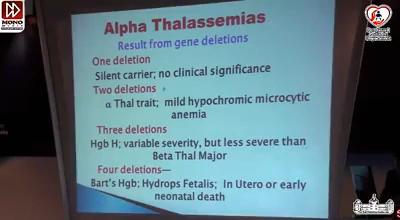 MONO
Alpha Thalassemias
Result from gene deletions
One deletion
Silent carrier; no clinical significance
Two deletions
α Thal trait; mild hypochromic microcytic
anemia
Three deletions
Hgb H; variable severity, but less severe than
Beta Thal Major
Four deletions—
Bart's Hgb; Hydrops Fetalis; In Utero or early
neonatal death